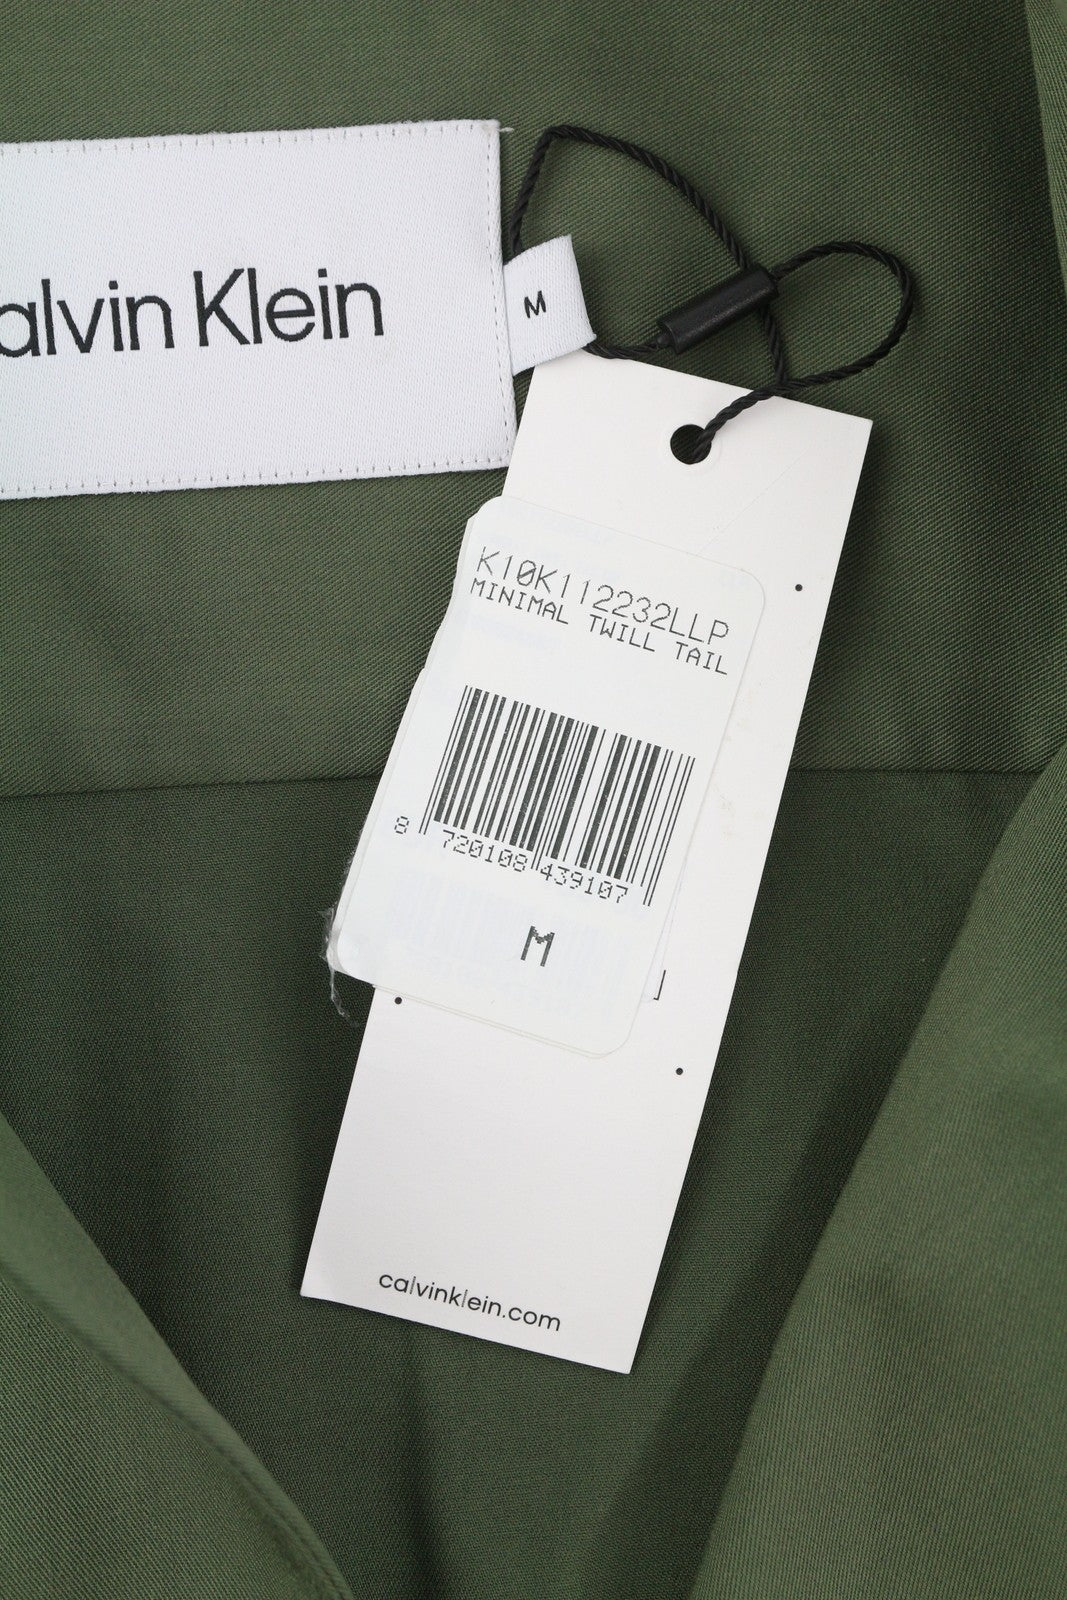 alvin Klein
M
K10K112232LLP
MINIMAL TWILL TAIL
8 720108 439107
M
calvinklein.com